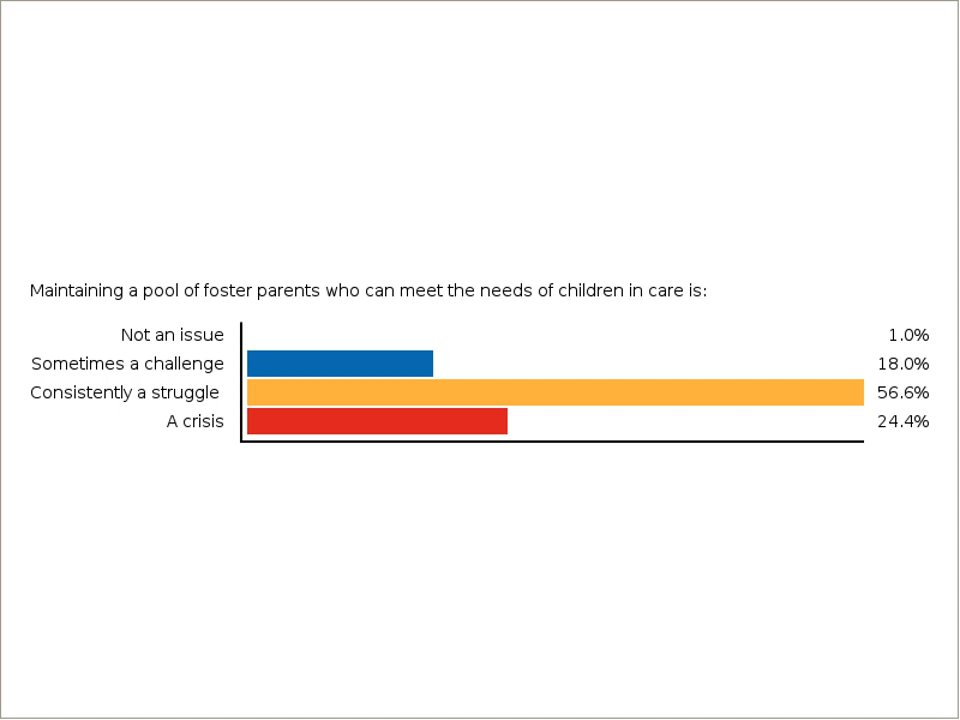 Maintaining a pool of foster parents who can meet the needs of children in care is:
Not an issue 1.0%
Sometimes a challenge 18.0%
Consistently a struggle 56.6%
A crisis 24.4%